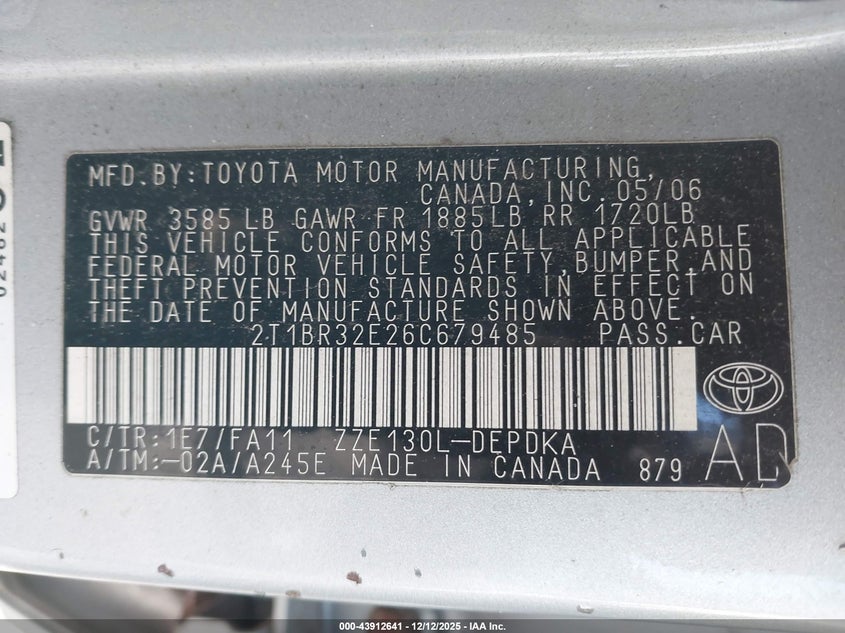 MFD.BY:TOYOTA MOTOR MANUFACTURING,
CANADA,INC.05/06
GVWR 3585LB GAWR FR 1885LB RR 1720LB
THIS VEHICLE CONFORMS TO ALL APPLICABLE
FEDERAL MOTOR VEHICLE SAFETY,BUMPER,AND
THEFT PREVENTION STANDARDS IN EFFECT ON
THE DATE OF MANUFACTURE SHOWN ABOVE.
2T1BR32E26C679485 PASS.CAR
C/TR:1E7/FA11 ZZE130L-DEPDKA
A/TM:-02A/A245E MADE IN CANADA 879
AD
000-43912641 - 12/12/2025 - © IAA Inc.